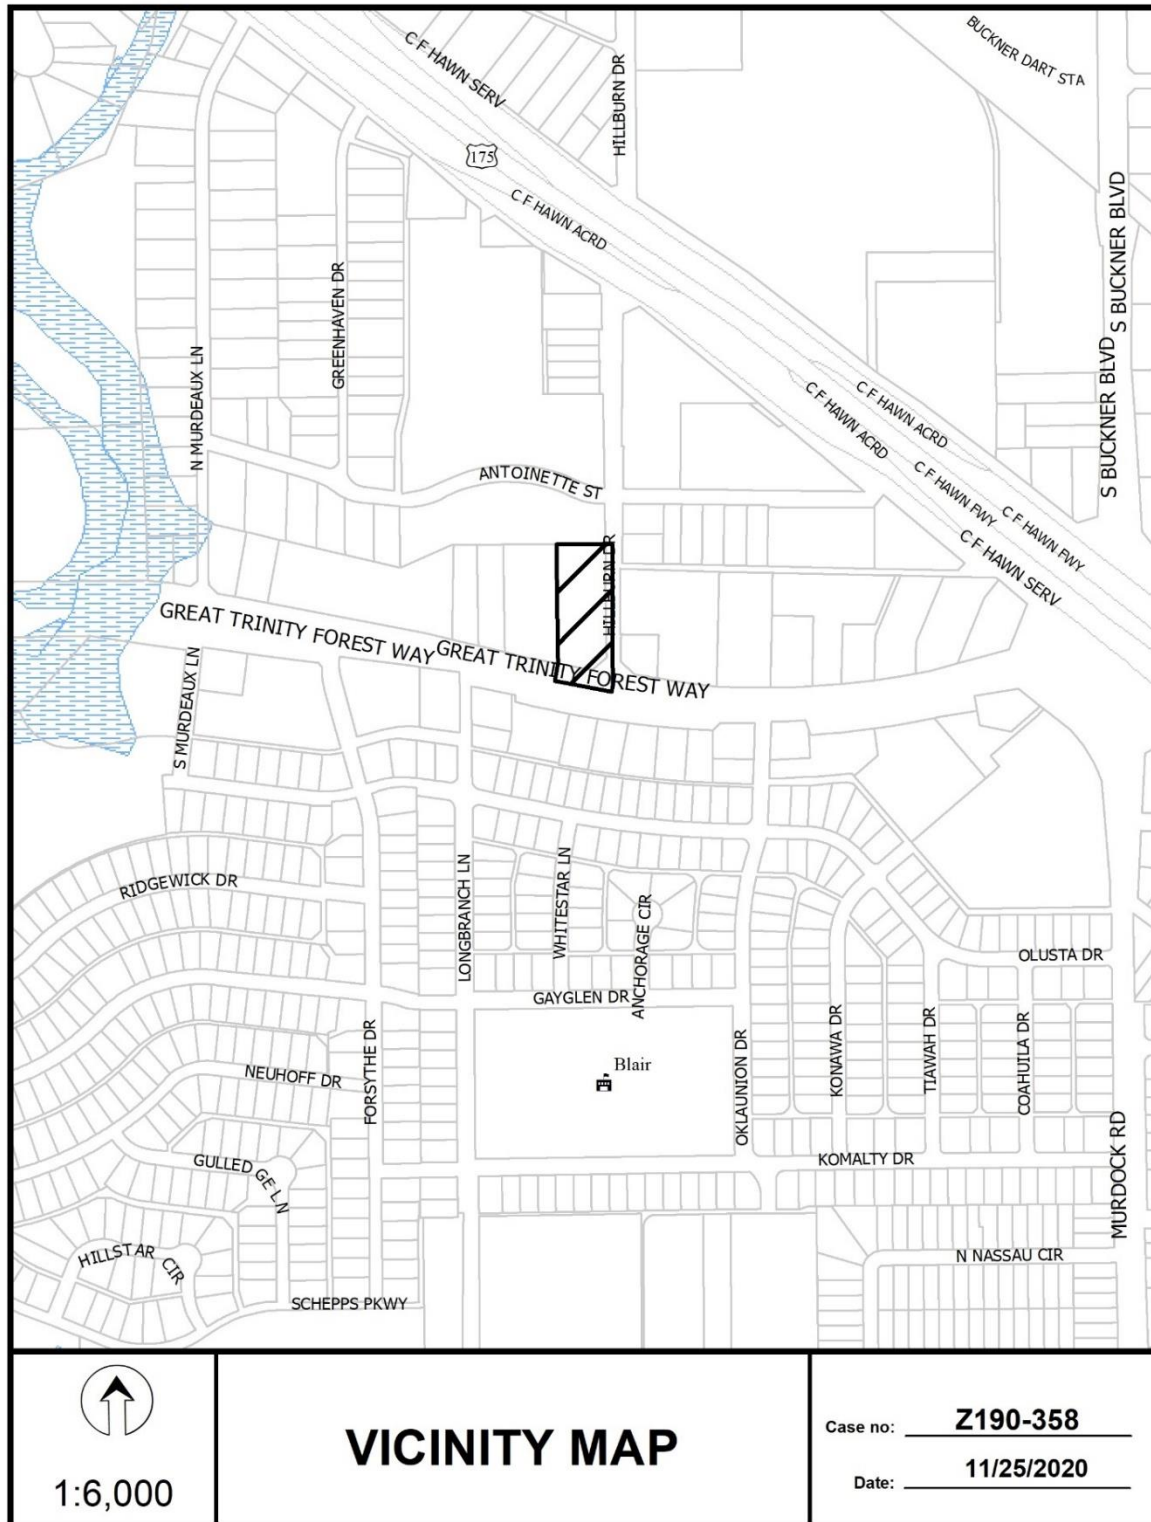 C F HAWN SERV
HILLBURN DR
BUCKNER DART STA
175
C F HAWN ACRD
S BUCKNER BLVD
GREENHAVEN DR
N MURDEAUX LN
S BUCKNER BLVD
C F HAWN ACRD
C F HAWN ACRD
ANTOINETTE ST
C F HAWN FWY
C F HAWN FWY
C F HAWN SERV
HILLBURN DR
GREAT TRINITY FOREST WAY
GREAT TRINITY FOREST WAY
S MURDEAUX LN
RIDGEWICK DR
LONGBRANCH LN
WHITESTAR LN
ANCHORAGE CIR
OLUSTA DR
GAYGLEN DR
FORSYTHE DR
NEUHOFF DR
Blair
OKLAUNION DR
KONAWA DR
TIAWAH DR
COAHUILA DR
GULLED GE LN
KOMALTY DR
MURDOCK RD
HILLSTAR CIR
N NASSAU CIR
SCHEPPS PKWY
1:6,000
VICINITY MAP
Case no: Z190-358
Date: 11/25/2020